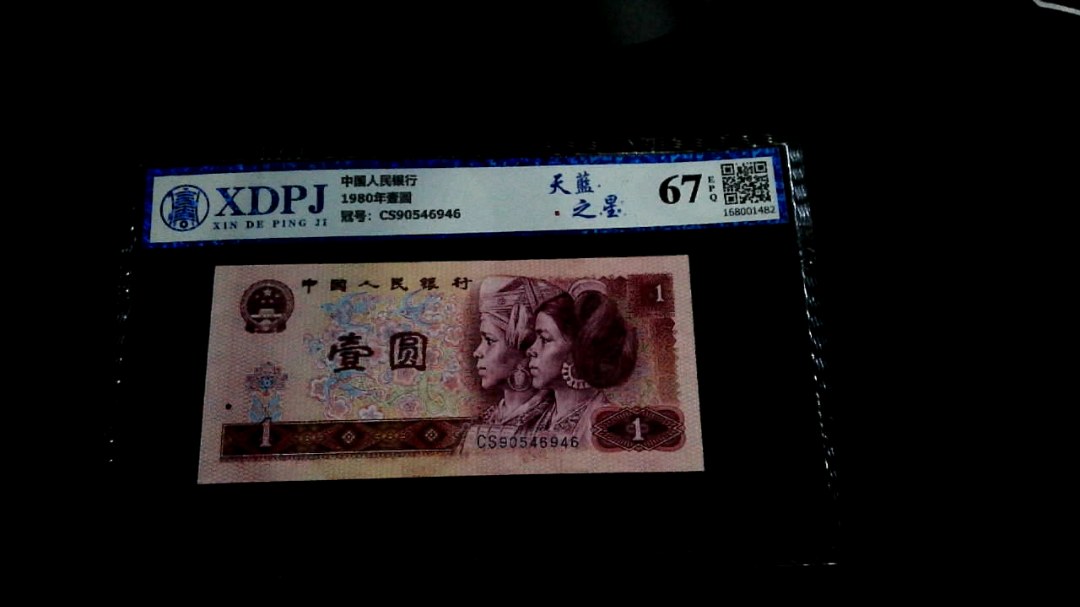 XDPJ
XIN DE PING JI
中国人民银行
1980年壹圆
冠号：CS90546946
天蓝
之星
67
EPQ
168001482
中国人民银行
1
壹圆
1
CS90546946
1